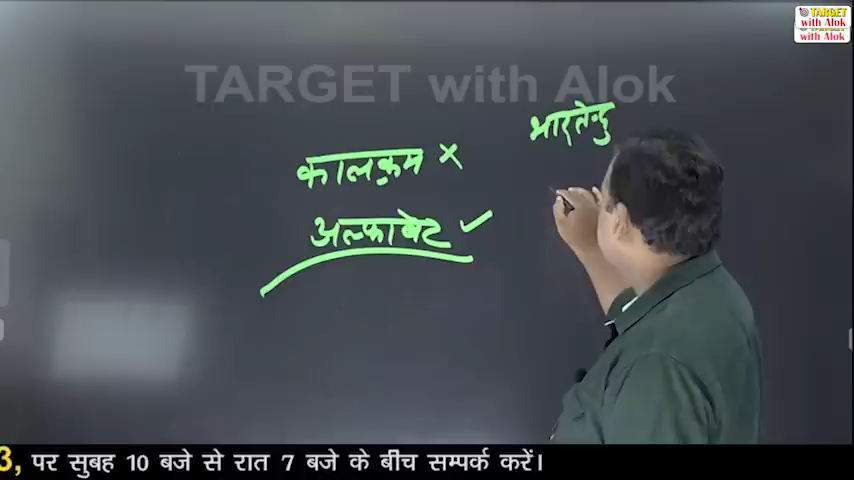 TARGET
with Alok
with Alok
TARGET with Alok
भारतेन्दु
कालक्रम ×
अल्फाबेट ✓
3, पर सुबह 10 बजे से रात 7 बजे के बीच सम्पर्क करें।